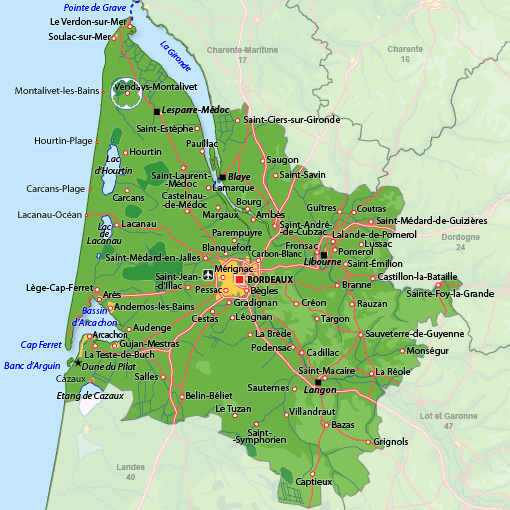 Pointe de Grave
Le Verdon-sur-Mer
Soulac-sur-Mer
La Gironde
Charente-Maritime
17
Charente
16
Vendays-Montalivet
Montalivet-les-Bains
Lesparre-Médoc
Saint-Ciers-sur-Gironde
Saint-Estèphe
Hourtin-Plage
Pauillac
Hourtin
Saugon
Lac
d'Hourtin
Saint-Laurent-
-Médoc
Blaye
Saint-Savin
Carcans-Plage
Lamarque
Carcans
Castelnau-
-de-Médoc
Bourg
Guîtres
Coutras
Lacanau-Océan
Margaux
Ambès
Saint-Médard-de-Guizières
Lacanau
Saint-André-
-de-Cubzac
Lac
de
Lacanau
Parempuyre
Lalande-de-Pomerol
Dordogne
24
Blanquefort
Fronsac
Lussac
Pomerol
Saint-Médard-en-Jalles
Carbon-Blanc
Libourne
Saint-Émilion
Mérignac
Saint-Jean-
-d'Illac
BORDEAUX
Castillon-la-Bataille
Lège-Cap-Ferret
Pessac
Bègles
Branne
Sainte-Foy-la-Grande
Arès
Gradignan
Créon
Rauzan
Andernos-les-Bains
Bassin
d'Arcachon
Cestas
Léognan
Targon
Audenge
La Brède
Sauveterre-de-Guyenne
Arcachon
Cap Ferret
Gujan-Mestras
Podensac
Monségur
La Teste-de-Buch
Cadillac
Banc d'Arguin
Dune du Pilat
Saint-Macaire
La Réole
Cazaux
Salles
Langon
Etang de Cazaux
Belin-Béliet
Sauternes
Le Tuzan
Villandraut
Lot et Garonne
47
Saint-
-Symphorien
Bazas
Grignols
Landes
40
Captieux